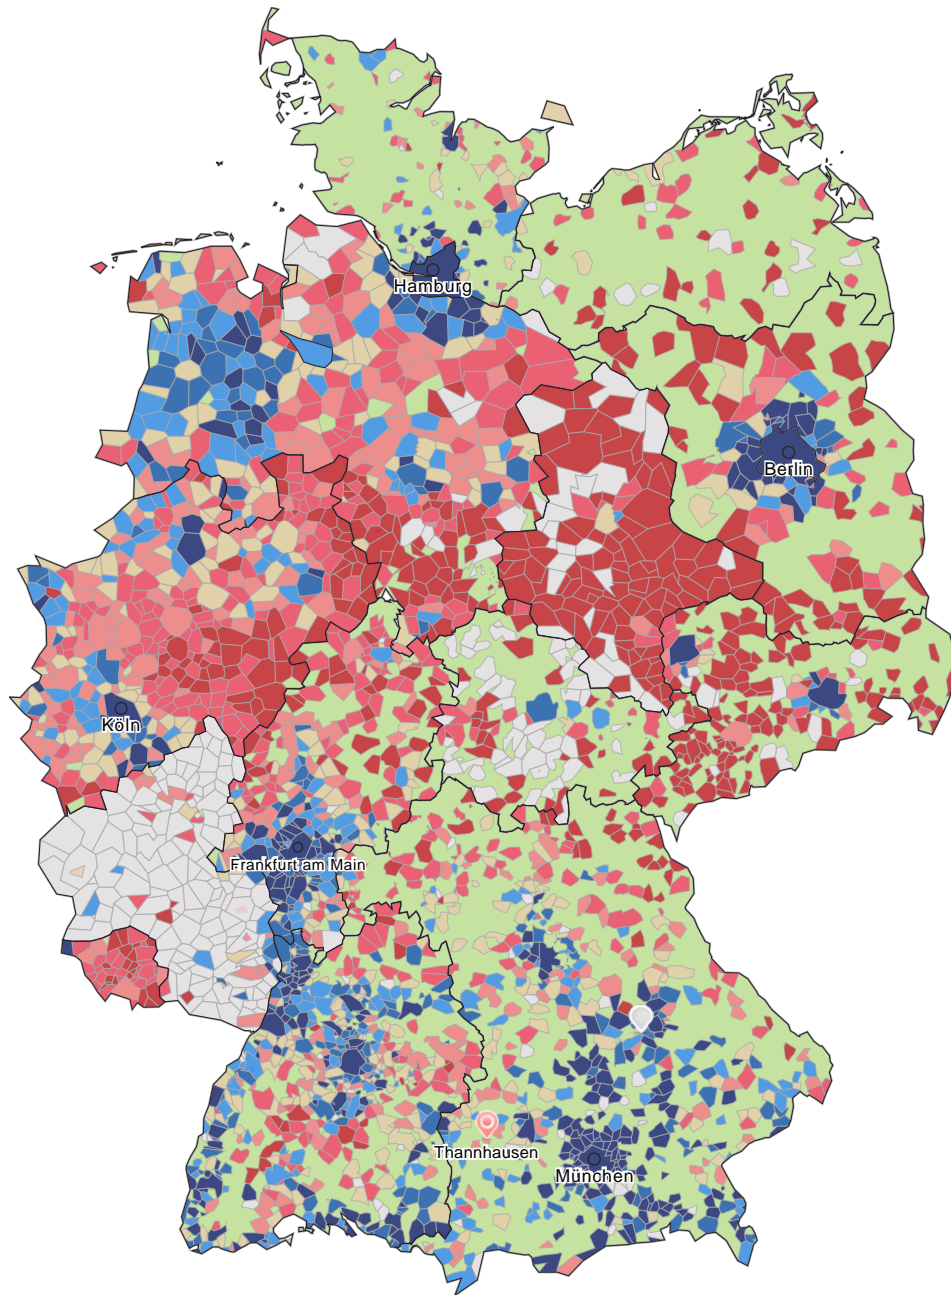 Hamburg
Berlin
Köln
Frankfurt am Main
Thannhausen
München